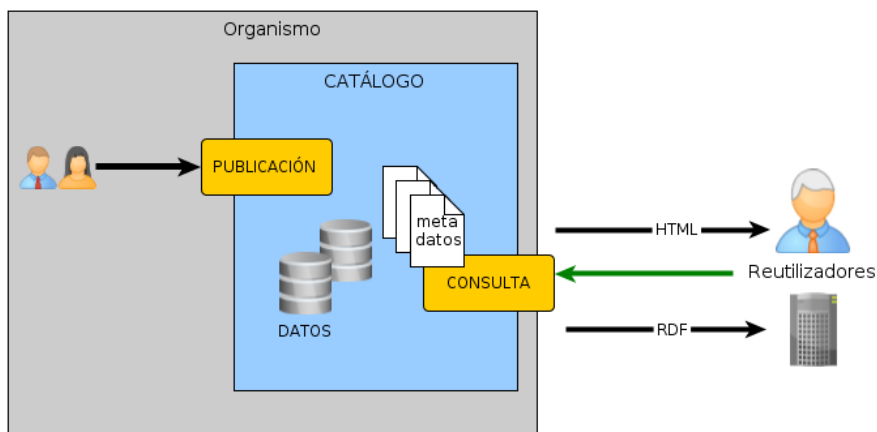 Organismo
CATÁLOGO
PUBLICACIÓN
meta
datos
HTML
Reutilizadores
CONSULTA
DATOS
RDF